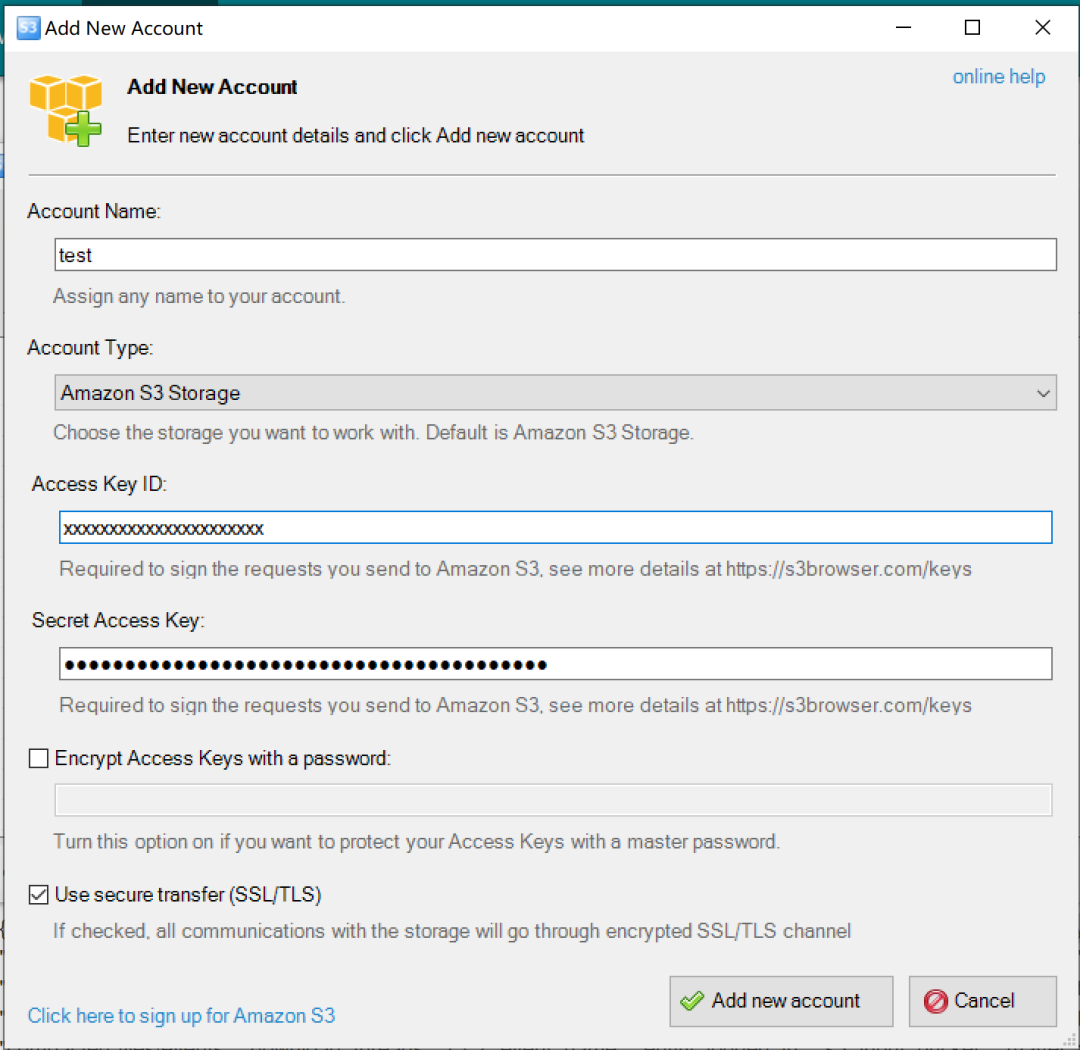 S3 Add New Account
Add New Account
online help
Enter new account details and click Add new account
Account Name:
test
Assign any name to your account.
Account Type:
Amazon S3 Storage
Choose the storage you want to work with. Default is Amazon S3 Storage.
Access Key ID:
xxxxxxxxxxxxxxxxxxxxxx
Required to sign the requests you send to Amazon S3, see more details at https://s3browser.com/keys
Secret Access Key:
●●●●●●●●●●●●●●●●●●●●●●●●●●●●●●●●●●●●●●●●
Required to sign the requests you send to Amazon S3, see more details at https://s3browser.com/keys
Encrypt Access Keys with a password:
Turn this option on if you want to protect your Access Keys with a master password.
Use secure transfer (SSL/TLS)
If checked, all communications with the storage will go through encrypted SSL/TLS channel
Click here to sign up for Amazon S3
Add new account
Cancel